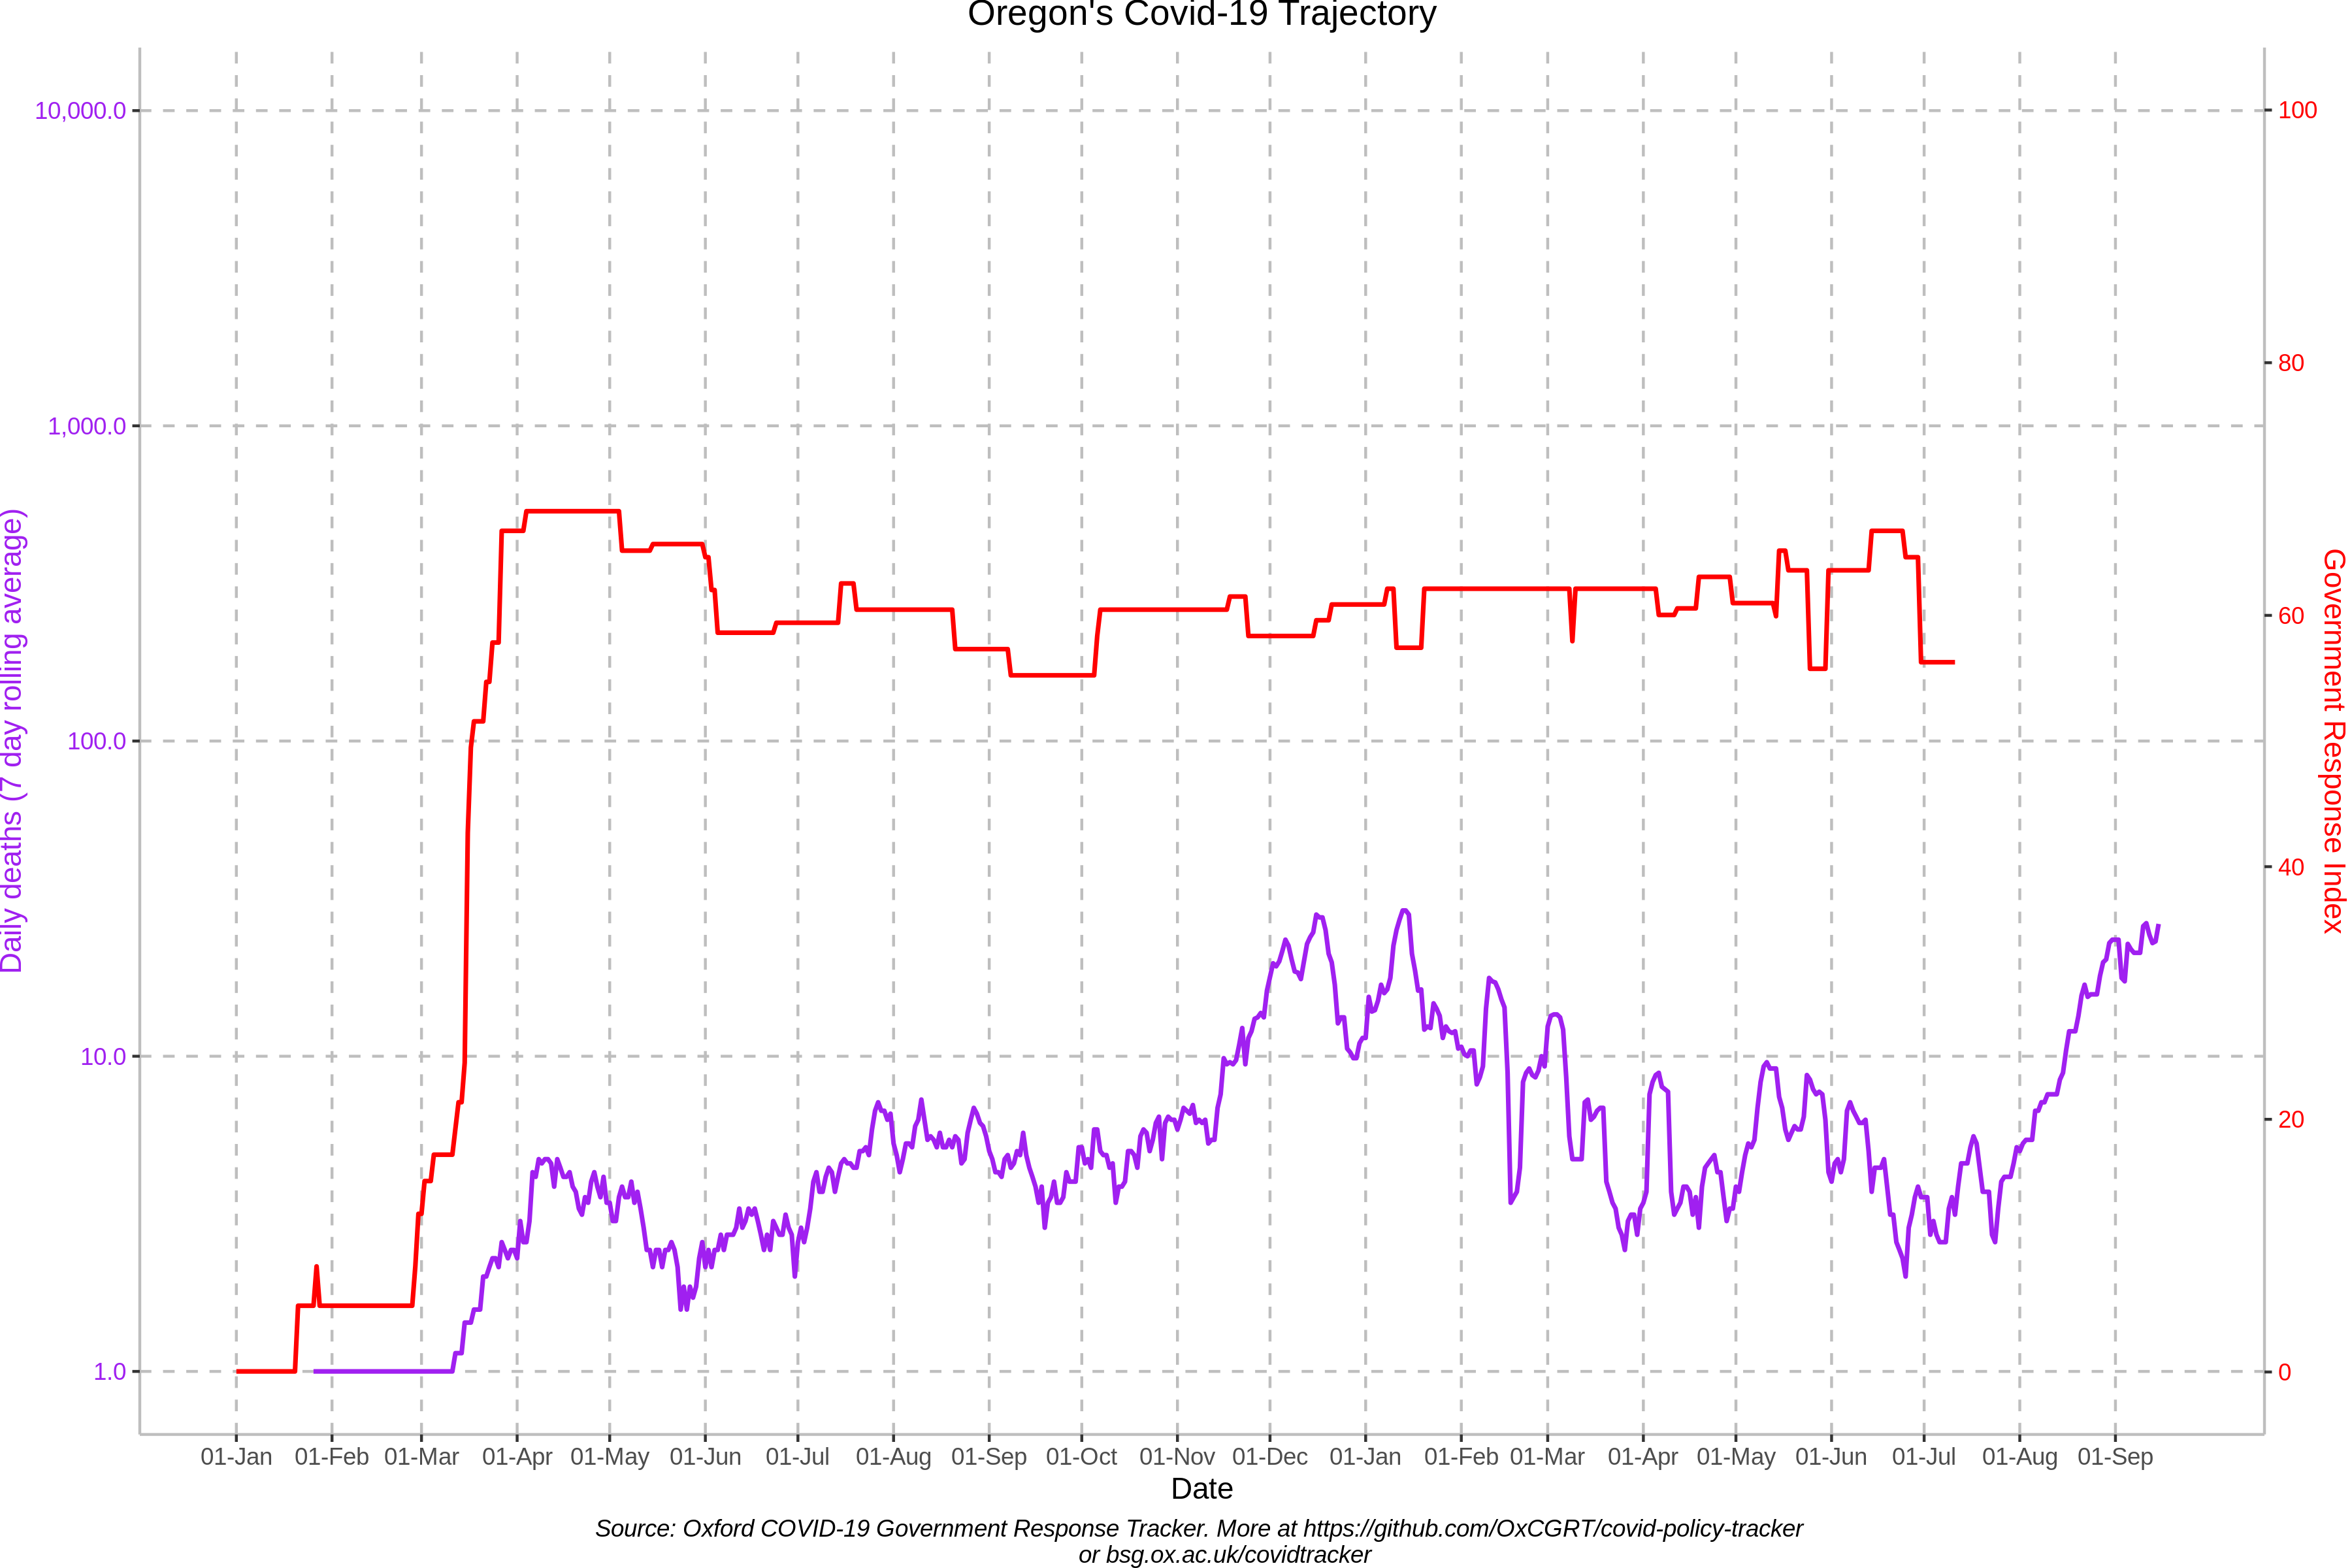 Oregon's Covid-19 Trajectory
10,000.0
1,000.0
100.0
10.0
1.0
Daily deaths (7 day rolling average)
100
80
60
40
20
0
Government Response Index
01-Jan 01-Feb 01-Mar 01-Apr 01-May 01-Jun 01-Jul 01-Aug 01-Sep 01-Oct 01-Nov 01-Dec 01-Jan 01-Feb 01-Mar 01-Apr 01-May 01-Jun 01-Jul 01-Aug 01-Sep
Date
Source: Oxford COVID-19 Government Response Tracker. More at https://github.com/OxCGRT/covid-policy-tracker
or bsg.ox.ac.uk/covidtracker